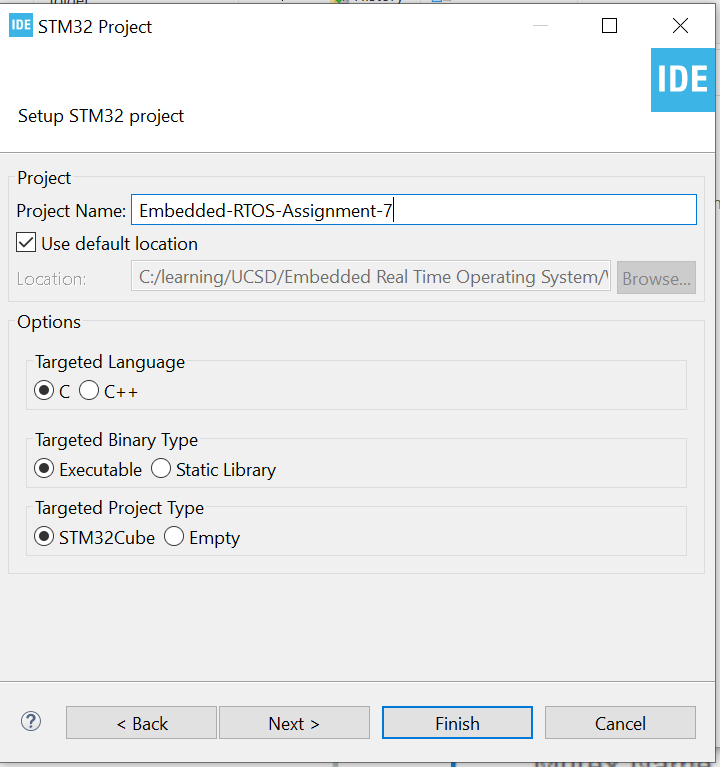 IDE STM32 Project
IDE
Setup STM32 project
Project
Project Name: Embedded-RTOS-Assignment-7
Use default location
Location: C:/learning/UCSD/Embedded Real Time Operating System/\
Browse...
Options
Targeted Language
C C++
Targeted Binary Type
Executable Static Library
Targeted Project Type
STM32Cube Empty
? < Back Next > Finish Cancel